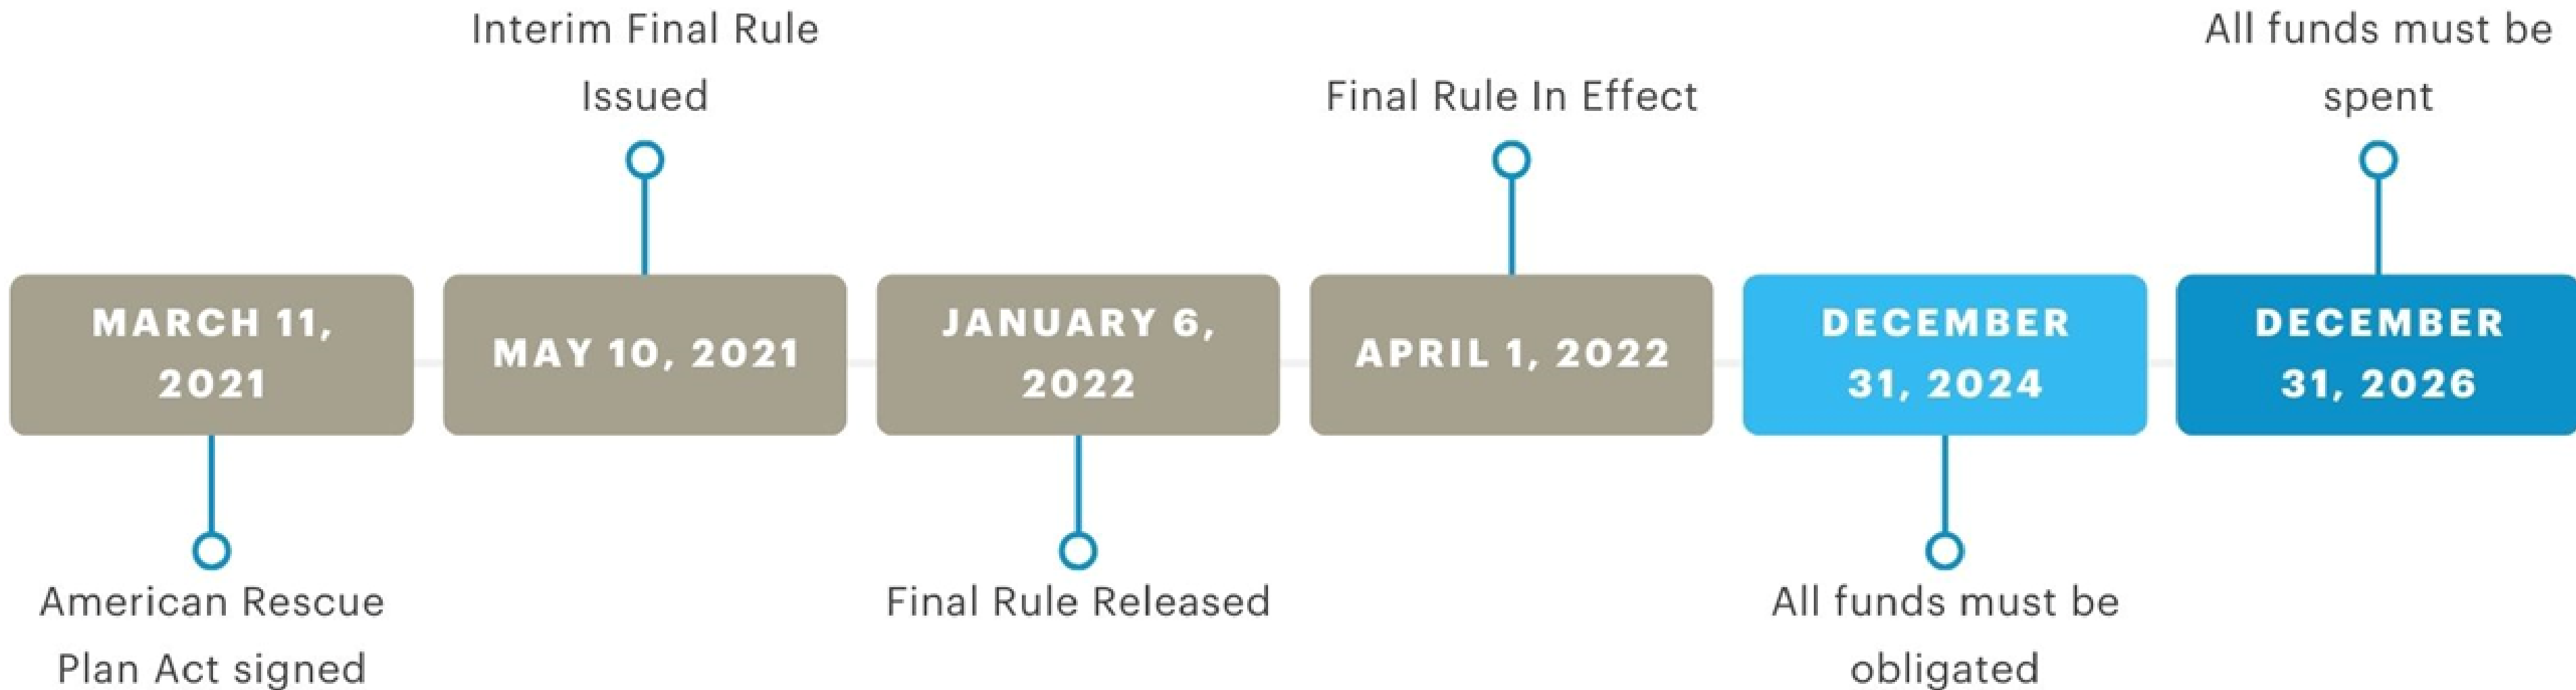 Interim Final Rule
Issued
Final Rule In Effect
All funds must be
spent
MARCH 11,
2021
MAY 10, 2021
JANUARY 6,
2022
APRIL 1, 2022
DECEMBER
31, 2024
DECEMBER
31, 2026
American Rescue
Plan Act signed
Final Rule Released
All funds must be
obligated